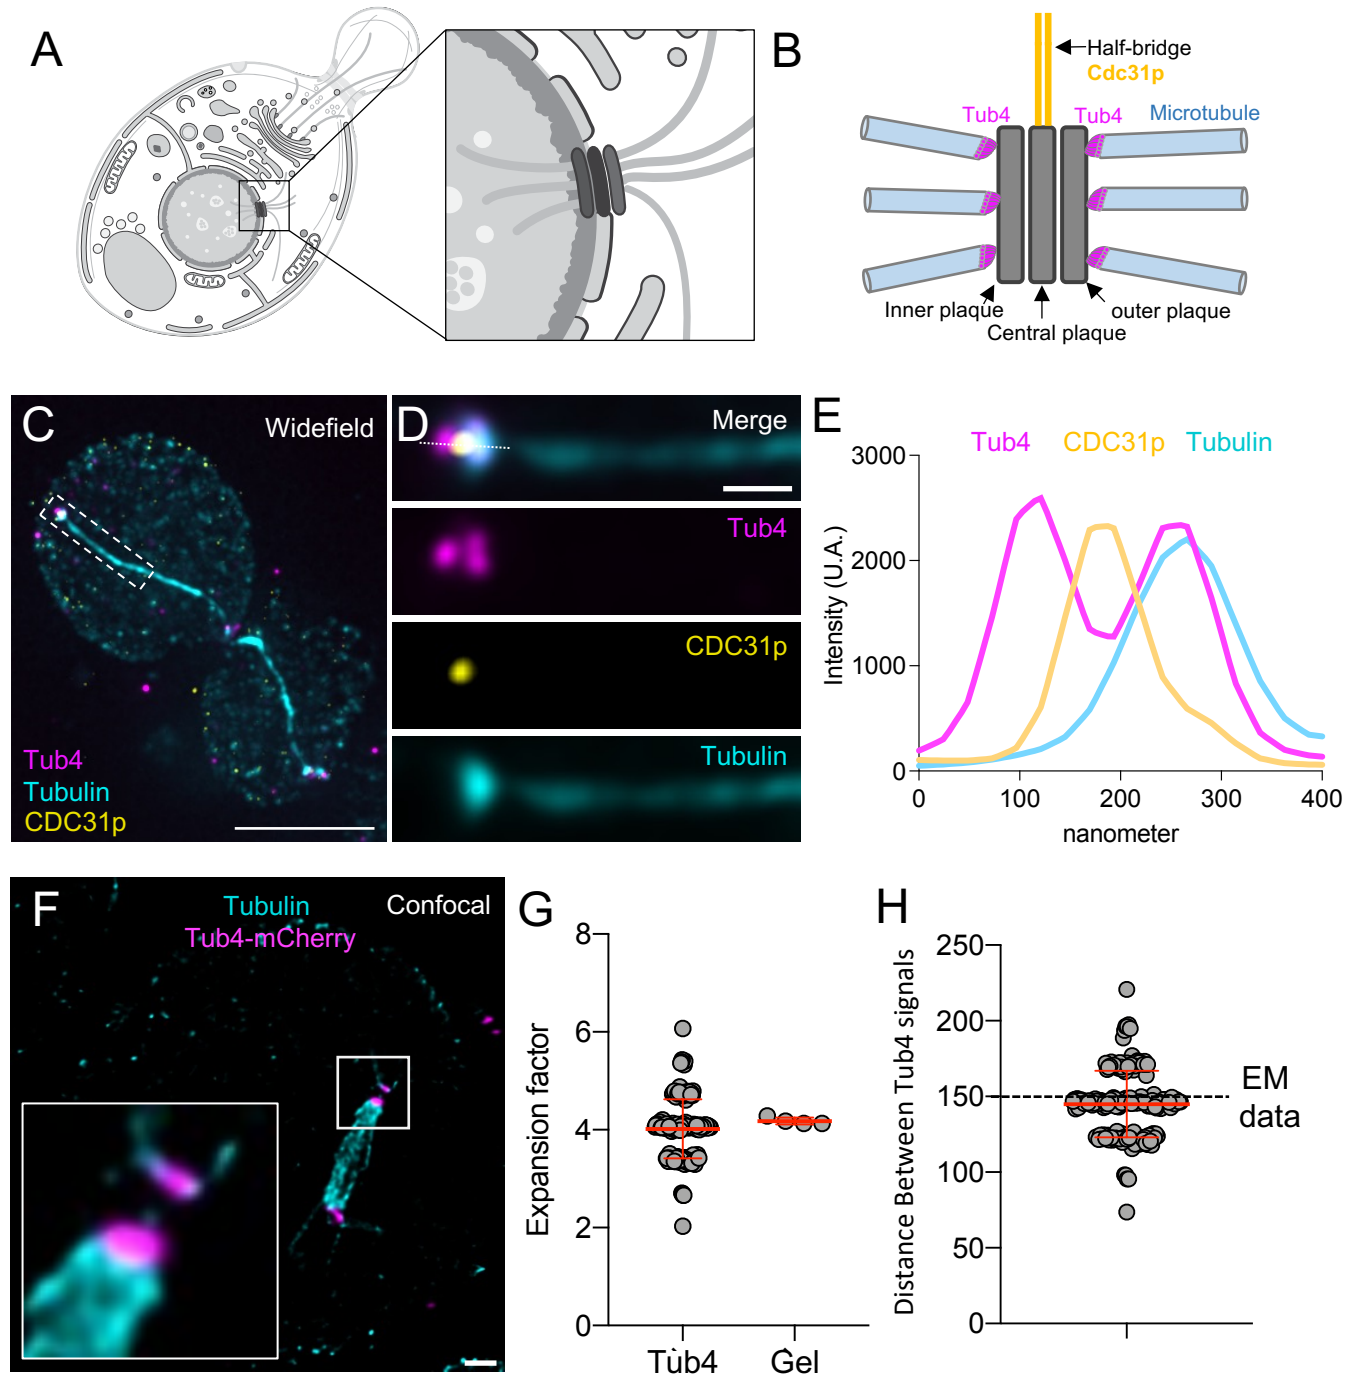 A
B
Half-bridge
Cdc31p
Tub4
Tub4
Microtubule
Inner plaque
Central plaque
outer plaque
C
Widefield
Tub4
Tubulin
CDC31p
D
Merge
Tub4
CDC31p
Tubulin
E
Tub4
CDC31p
Tubulin
Intensity (U.A.)
3000
2000
1000
0
0
100
200
300
400
nanometer
F
Tubulin
Tub4-mCherry
Confocal
G
Expansion factor
8
6
4
2
0
Tub4
Gel
H
Distance Between Tub4 signals
250
200
150
100
50
0
EM
data